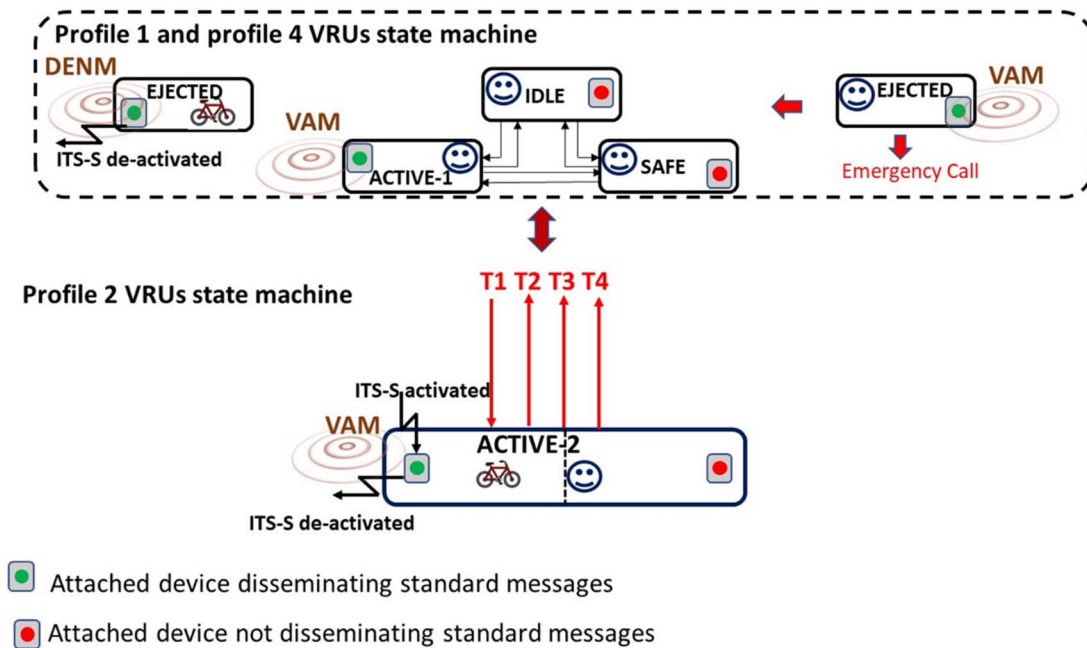 Profile 1 and profile 4 VRUs state machine
DENM
EJECTED
ITS-S de-activated
VAM
ACTIVE-1
IDLE
SAFE
EJECTED
VAM
Emergency Call
T1 T2 T3 T4
Profile 2 VRUs state machine
ITS-S activated
VAM
ACTIVE-2
ITS-S de-activated
Attached device disseminating standard messages
Attached device not disseminating standard messages